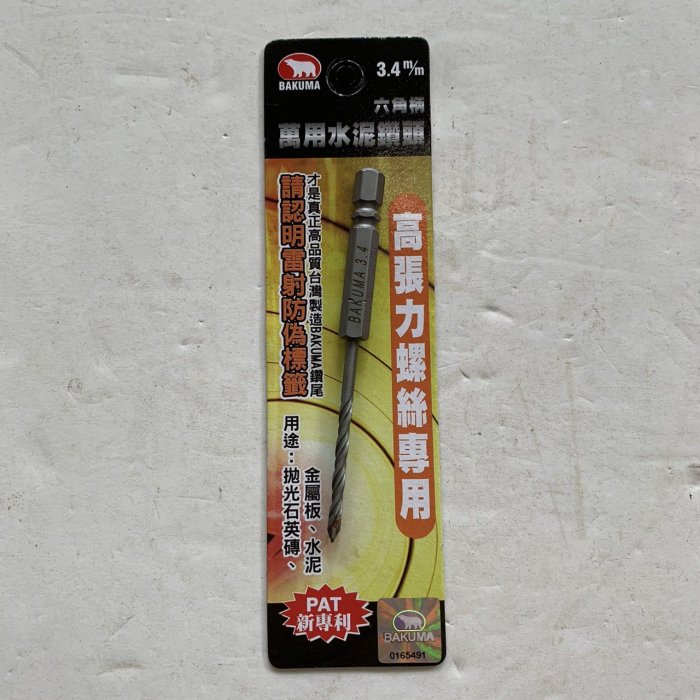 BAKUMA
3.4 m/m
六角柄
萬用水泥鑽頭
高張力螺絲專用
BAKUMA 3.4
才是真正高品質台灣製造BAKUMA鑽尾
請認明雷射防偽標籤
用途：拋光石英磚、
金屬板、水泥
PAT
新專利
BAKUMA
0165491